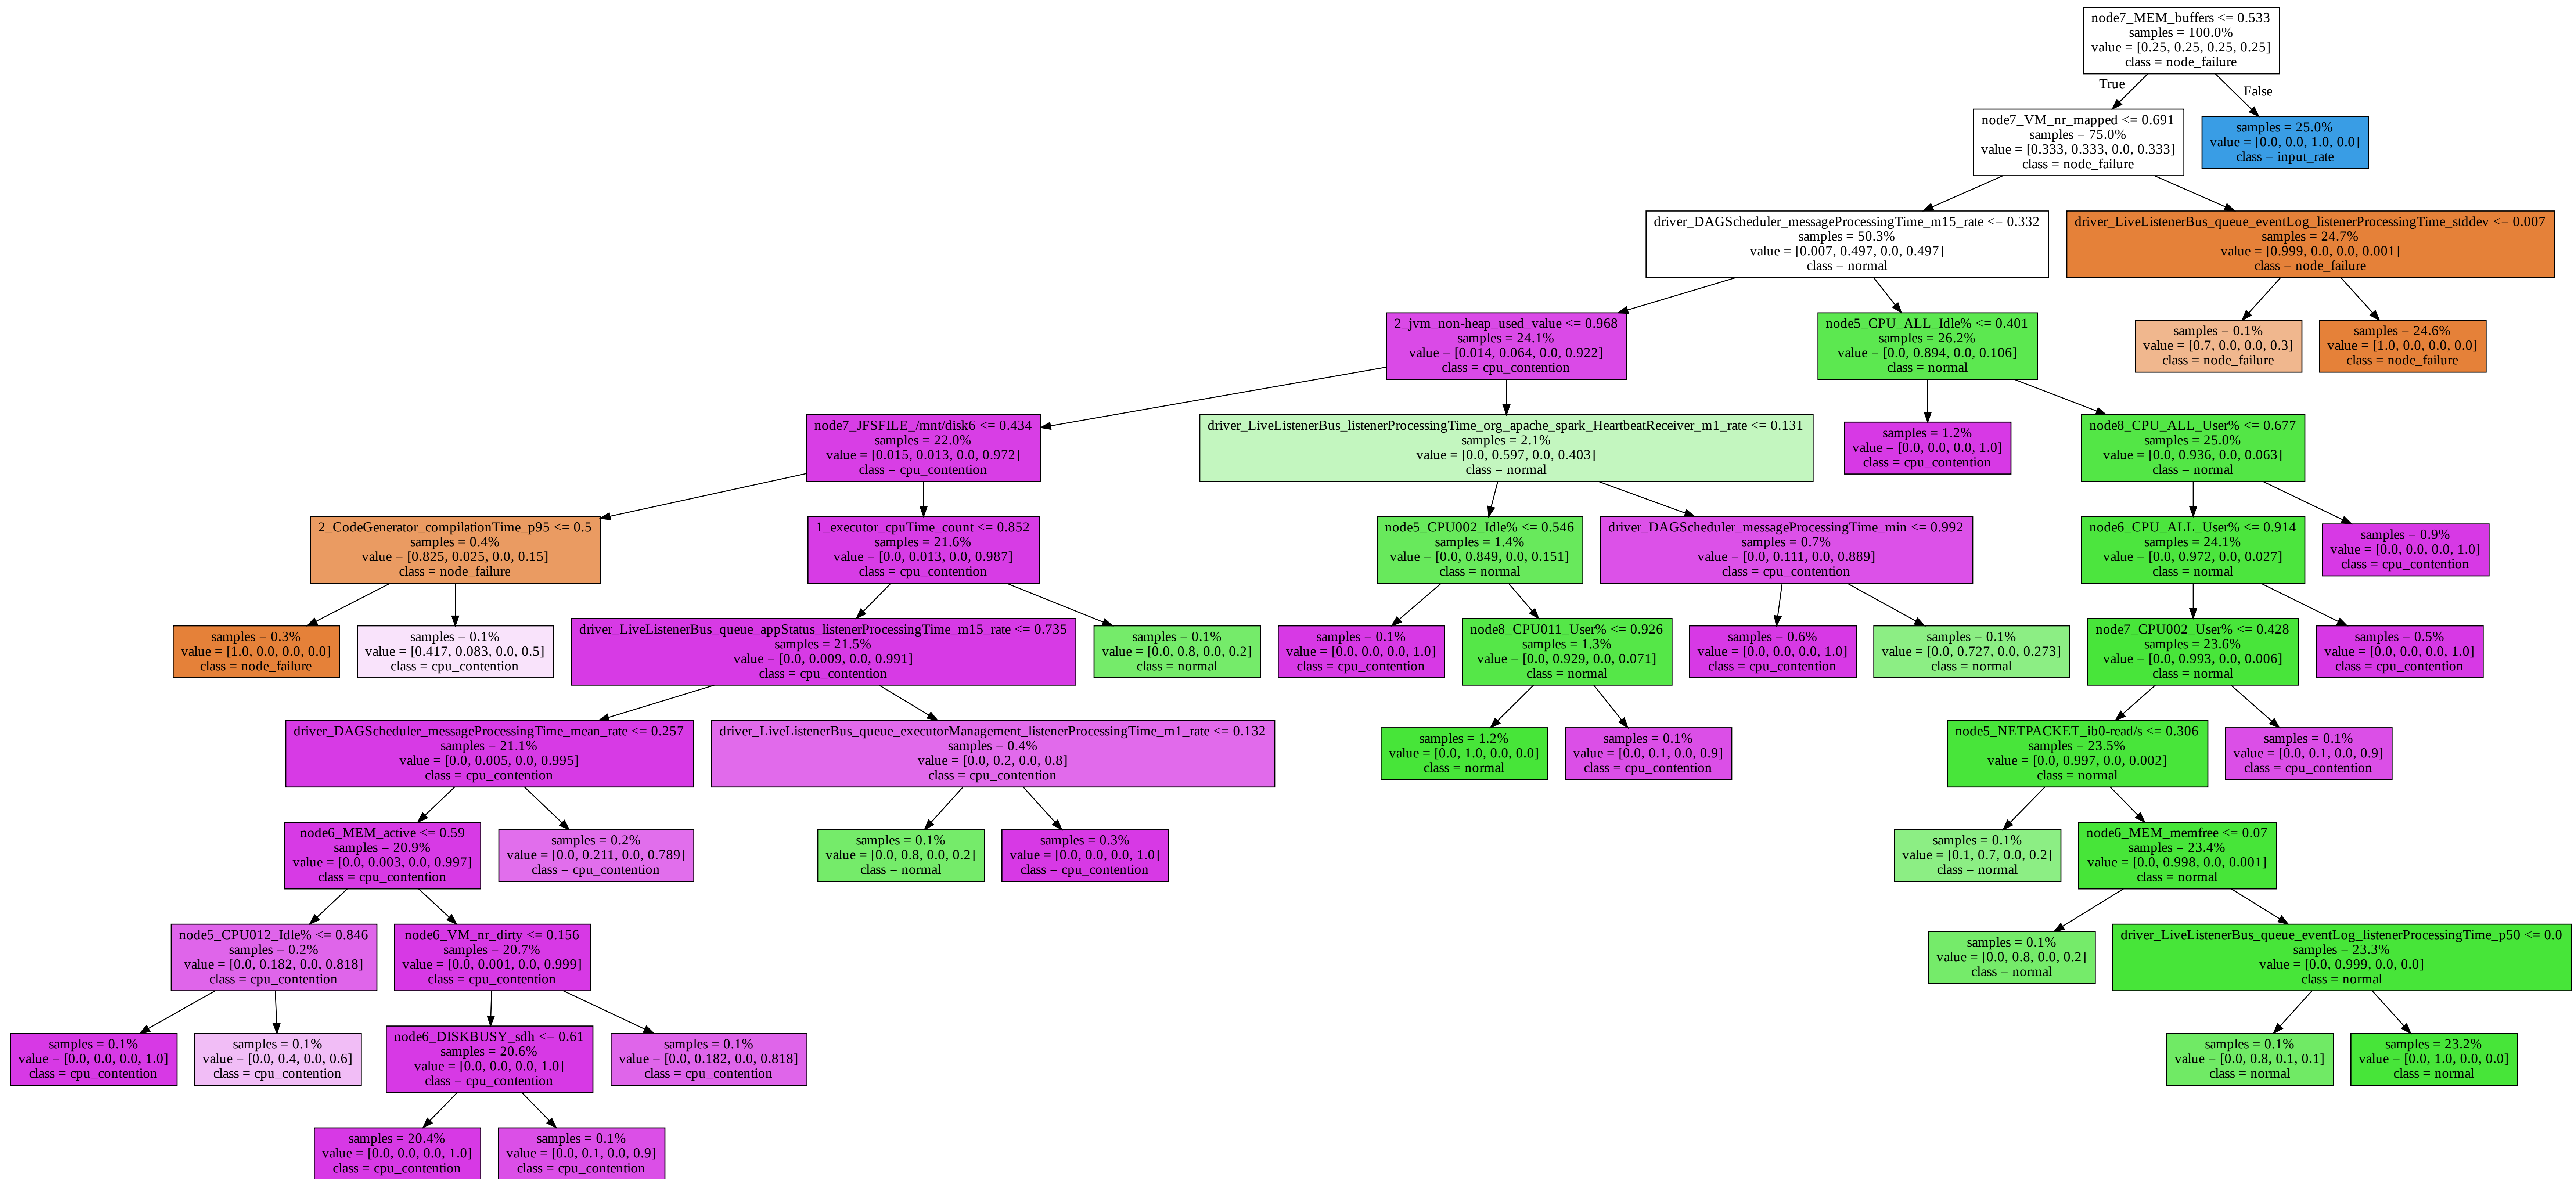 node7_MEM_buffers <= 0.533
samples = 100.0%
value = [0.25, 0.25, 0.25, 0.25]
class = node_failure
True
False
node7_VM_nr_mapped <= 0.691
samples = 75.0%
value = [0.333, 0.333, 0.0, 0.333]
class = node_failure
samples = 25.0%
value = [0.0, 0.0, 1.0, 0.0]
class = input_rate
driver_DAGScheduler_messageProcessingTime_m15_rate <= 0.332
samples = 50.3%
value = [0.007, 0.497, 0.0, 0.497]
class = normal
driver_LiveListenerBus_queue_eventLog_listenerProcessingTime_stddev <= 0.007
samples = 24.7%
value = [0.999, 0.0, 0.0, 0.001]
class = node_failure
2_jvm_non-heap_used_value <= 0.968
samples = 24.1%
value = [0.014, 0.064, 0.0, 0.922]
class = cpu_contention
node5_CPU_ALL_Idle% <= 0.401
samples = 26.2%
value = [0.0, 0.894, 0.0, 0.106]
class = normal
samples = 0.1%
value = [0.7, 0.0, 0.0, 0.3]
class = node_failure
samples = 24.6%
value = [1.0, 0.0, 0.0, 0.0]
class = node_failure
node7_JFSFILE_/mnt/disk6 <= 0.434
samples = 22.0%
value = [0.015, 0.013, 0.0, 0.972]
class = cpu_contention
driver_LiveListenerBus_listenerProcessingTime_org_apache_spark_HeartbeatReceiver_m1_rate <= 0.131
samples = 2.1%
value = [0.0, 0.597, 0.0, 0.403]
class = normal
samples = 1.2%
value = [0.0, 0.0, 0.0, 1.0]
class = cpu_contention
node8_CPU_ALL_User% <= 0.677
samples = 25.0%
value = [0.0, 0.936, 0.0, 0.063]
class = normal
2_CodeGenerator_compilationTime_p95 <= 0.5
samples = 0.4%
value = [0.825, 0.025, 0.0, 0.15]
class = node_failure
1_executor_cpuTime_count <= 0.852
samples = 21.6%
value = [0.0, 0.013, 0.0, 0.987]
class = cpu_contention
node5_CPU002_Idle% <= 0.546
samples = 1.4%
value = [0.0, 0.849, 0.0, 0.151]
class = normal
driver_DAGScheduler_messageProcessingTime_min <= 0.992
samples = 0.7%
value = [0.0, 0.111, 0.0, 0.889]
class = cpu_contention
node6_CPU_ALL_User% <= 0.914
samples = 24.1%
value = [0.0, 0.972, 0.0, 0.027]
class = normal
samples = 0.9%
value = [0.0, 0.0, 0.0, 1.0]
class = cpu_contention
samples = 0.3%
value = [1.0, 0.0, 0.0, 0.0]
class = node_failure
samples = 0.1%
value = [0.417, 0.083, 0.0, 0.5]
class = cpu_contention
driver_LiveListenerBus_queue_appStatus_listenerProcessingTime_m15_rate <= 0.735
samples = 21.5%
value = [0.0, 0.009, 0.0, 0.991]
class = cpu_contention
samples = 0.1%
value = [0.0, 0.8, 0.0, 0.2]
class = normal
samples = 0.1%
value = [0.0, 0.0, 0.0, 1.0]
class = cpu_contention
node8_CPU011_User% <= 0.926
samples = 1.3%
value = [0.0, 0.929, 0.0, 0.071]
class = normal
samples = 0.6%
value = [0.0, 0.0, 0.0, 1.0]
class = cpu_contention
samples = 0.1%
value = [0.0, 0.727, 0.0, 0.273]
class = normal
node7_CPU002_User% <= 0.428
samples = 23.6%
value = [0.0, 0.993, 0.0, 0.006]
class = normal
samples = 0.5%
value = [0.0, 0.0, 0.0, 1.0]
class = cpu_contention
driver_DAGScheduler_messageProcessingTime_mean_rate <= 0.257
samples = 21.1%
value = [0.0, 0.005, 0.0, 0.995]
class = cpu_contention
driver_LiveListenerBus_queue_executorManagement_listenerProcessingTime_m1_rate <= 0.132
samples = 0.4%
value = [0.0, 0.2, 0.0, 0.8]
class = cpu_contention
samples = 1.2%
value = [0.0, 1.0, 0.0, 0.0]
class = normal
samples = 0.1%
value = [0.0, 0.1, 0.0, 0.9]
class = cpu_contention
node5_NETPACKET_ib0-read/s <= 0.306
samples = 23.5%
value = [0.0, 0.997, 0.0, 0.002]
class = normal
samples = 0.1%
value = [0.0, 0.1, 0.0, 0.9]
class = cpu_contention
node6_MEM_active <= 0.59
samples = 20.9%
value = [0.0, 0.003, 0.0, 0.997]
class = cpu_contention
samples = 0.2%
value = [0.0, 0.211, 0.0, 0.789]
class = cpu_contention
samples = 0.1%
value = [0.0, 0.8, 0.0, 0.2]
class = normal
samples = 0.3%
value = [0.0, 0.0, 0.0, 1.0]
class = cpu_contention
samples = 0.1%
value = [0.1, 0.7, 0.0, 0.2]
class = normal
node6_MEM_memfree <= 0.07
samples = 23.4%
value = [0.0, 0.998, 0.0, 0.001]
class = normal
node5_CPU012_Idle% <= 0.846
samples = 0.2%
value = [0.0, 0.182, 0.0, 0.818]
class = cpu_contention
node6_VM_nr_dirty <= 0.156
samples = 20.7%
value = [0.0, 0.001, 0.0, 0.999]
class = cpu_contention
samples = 0.1%
value = [0.0, 0.8, 0.0, 0.2]
class = normal
driver_LiveListenerBus_queue_eventLog_listenerProcessingTime_p50 <= 0.0
samples = 23.3%
value = [0.0, 0.999, 0.0, 0.0]
class = normal
samples = 0.1%
value = [0.0, 0.0, 0.0, 1.0]
class = cpu_contention
samples = 0.1%
value = [0.0, 0.4, 0.0, 0.6]
class = cpu_contention
node6_DISKBUSY_sdh <= 0.61
samples = 20.6%
value = [0.0, 0.0, 0.0, 1.0]
class = cpu_contention
samples = 0.1%
value = [0.0, 0.182, 0.0, 0.818]
class = cpu_contention
samples = 0.1%
value = [0.0, 0.8, 0.1, 0.1]
class = normal
samples = 23.2%
value = [0.0, 1.0, 0.0, 0.0]
class = normal
samples = 20.4%
value = [0.0, 0.0, 0.0, 1.0]
class = cpu_contention
samples = 0.1%
value = [0.0, 0.1, 0.0, 0.9]
class = cpu_contention